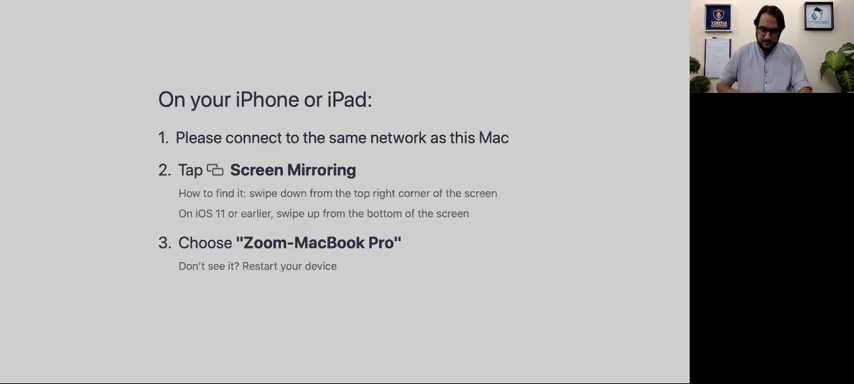 On your iPhone or iPad:
1. Please connect to the same network as this Mac
2. Tap Screen Mirroring
How to find it: swipe down from the top right corner of the screen
On iOS 11 or earlier, swipe up from the bottom of the screen
3. Choose "Zoom-MacBook Pro"
Don't see it? Restart your device